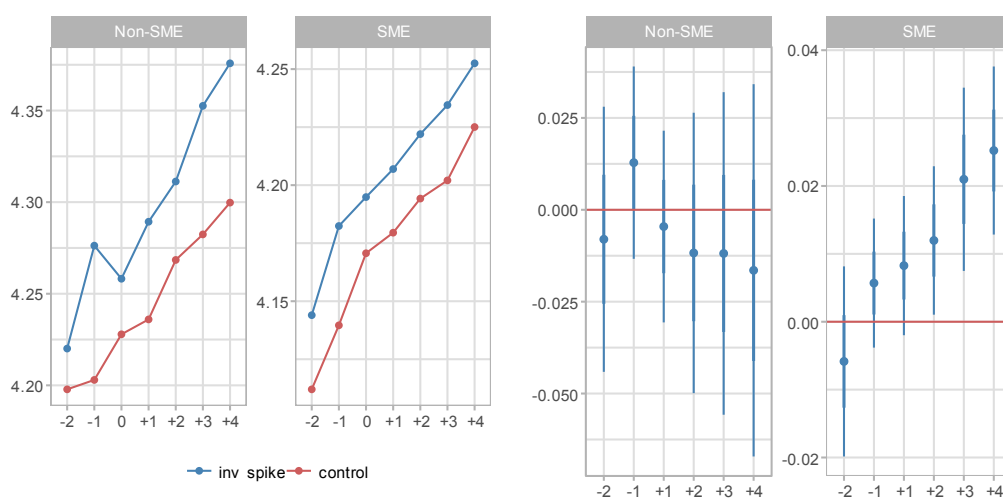 Non-SME
SME
4.35
4.30
4.25
4.20
-2 -1 0 +1 +2 +3 +4
4.25
4.20
4.15
-2 -1 0 +1 +2 +3 +4
inv spike control
Non-SME
SME
0.025
0.000
-0.025
-0.050
-2 -1 +1 +2 +3 +4
0.04
0.02
0.00
-0.02
-2 -1 +1 +2 +3 +4